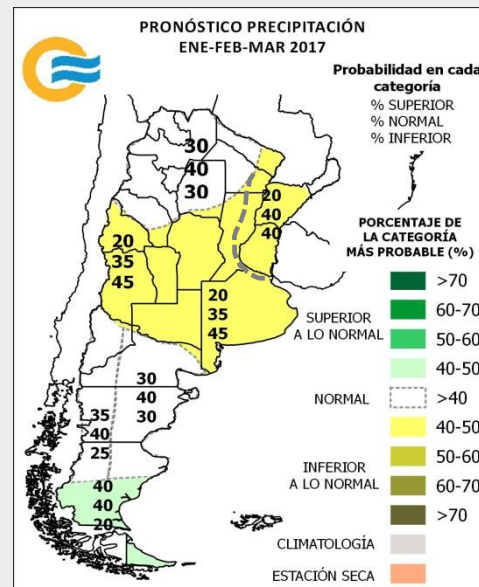 PRONÓSTICO PRECIPITACIÓN
ENE-FEB-MAR 2017
Probabilidad en cada
categoría
% SUPERIOR
% NORMAL
% INFERIOR
30
40
30
20
40
40
20
35
45
20
35
45
30
40
30
35
40
25
40
40
20
PORCENTAJE DE
LA CATEGORÍA
MÁS PROBABLE (%)
>70
60-70
SUPERIOR
A LO NORMAL
50-60
40-50
NORMAL
>40
40-50
INFERIOR
A LO NORMAL
50-60
60-70
>70
CLIMATOLOGÍA
ESTACIÓN SECA